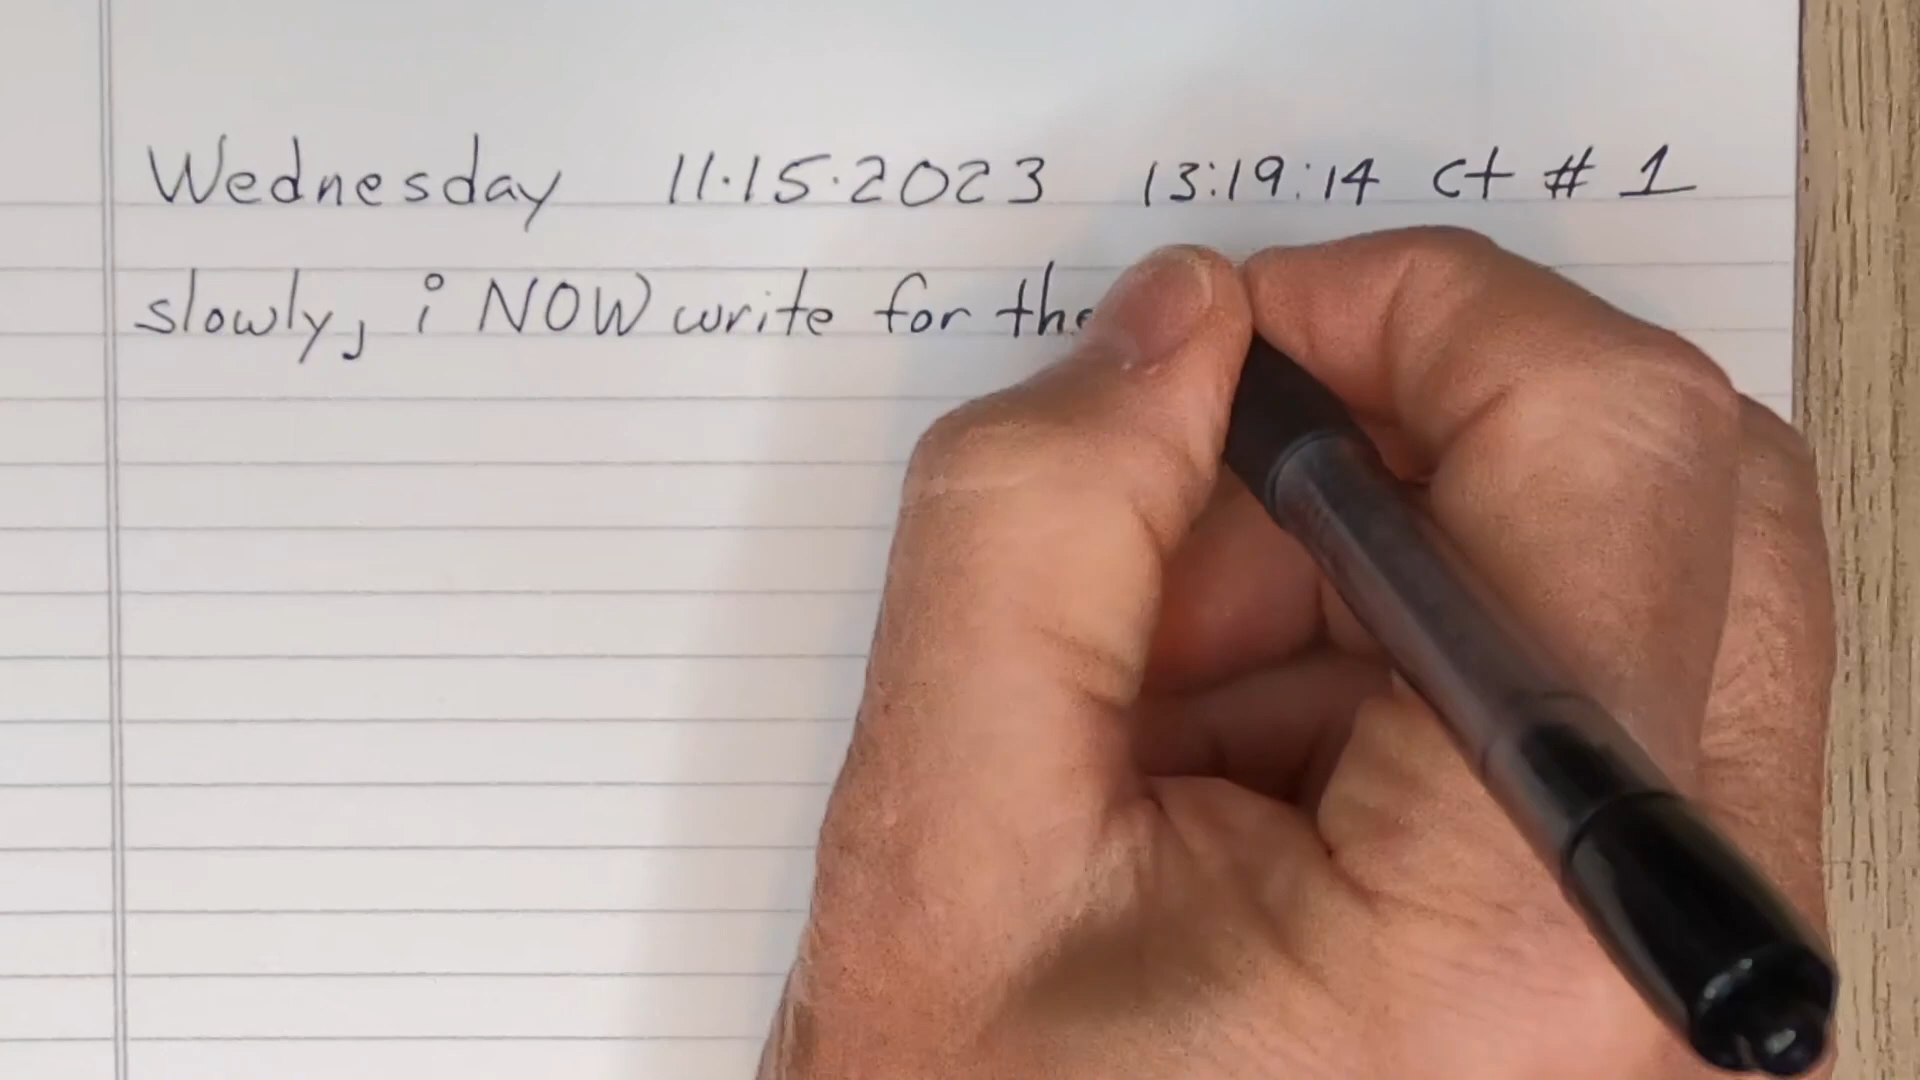 Wednesday 11·15·2023 13:19:14 ct # 1
slowly, i NOW write for the